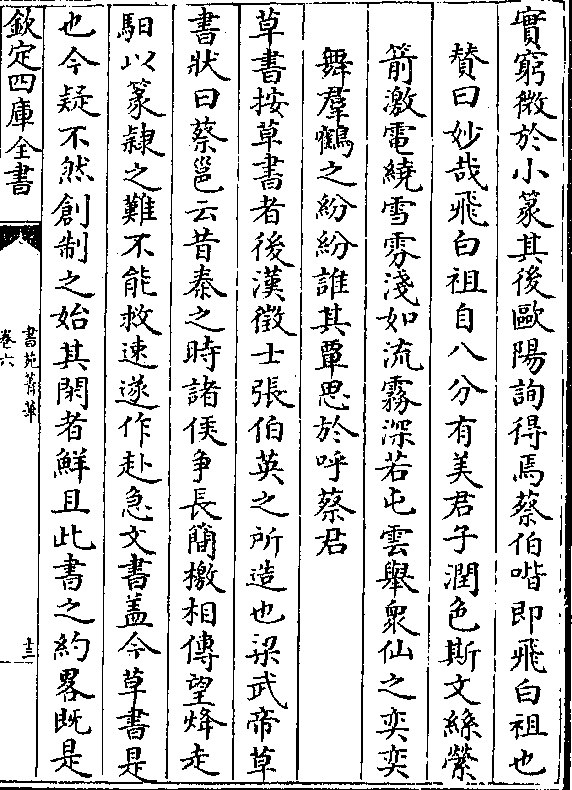 實窮微於小篆其後歐陽詢得焉蔡伯喈即飛白祖也
贊曰妙哉飛白祖自八分有美君子潤色斯文絲縈
箭激電繞雪雰淺如流霧深若屯雲舉衆仙之奕奕
舞羣鶴之紛紛誰其覃思於呼蔡君
草書按草書者後漢徵士張伯英之所造也梁武帝草
書狀曰蔡邕云昔秦之時諸侯争長簡檄相傳望烽走
馹以篆隷之難不能救速遂作赴急文書蓋今草書是
也今疑不然創制之始其閑者鮮且此書之約畧既是
欽定四庫全書
書苑菁華
卷六
十三